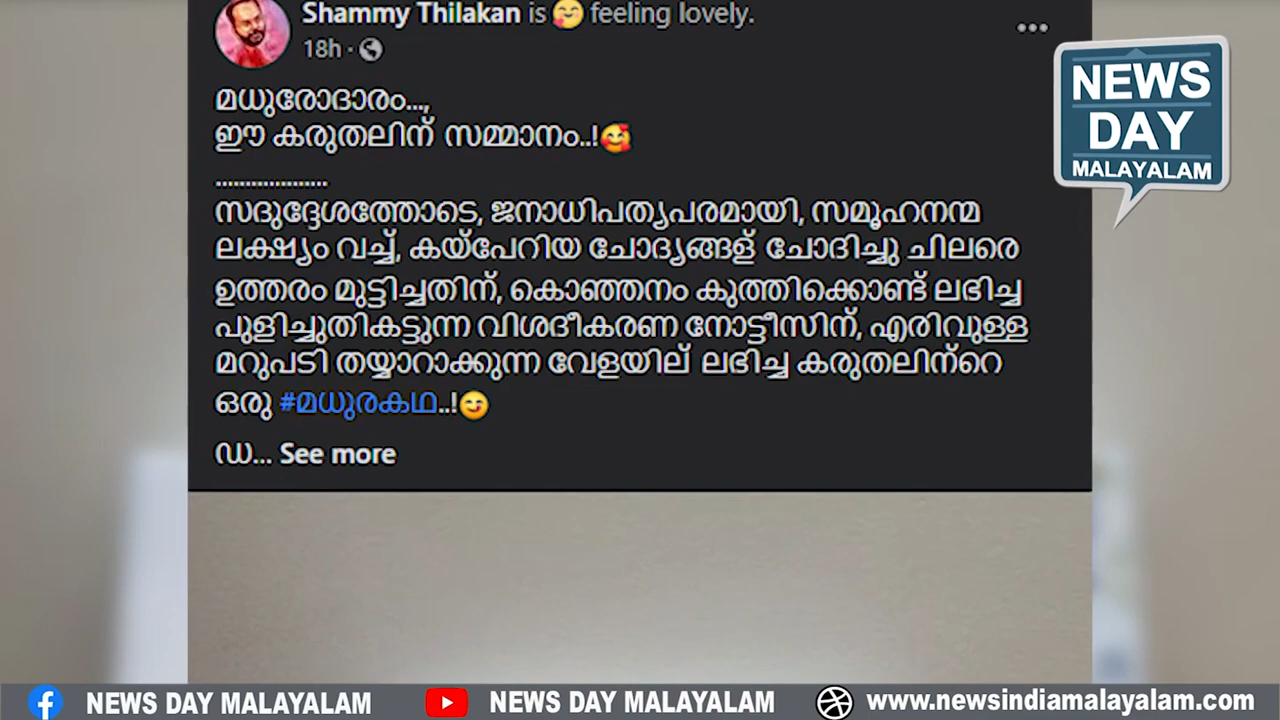 Shammy Thilakan is 🥰 feeling lovely.
18h ·
മധുരോദാരം...,
ഈ കരുതലിന് സമ്മാനം..!🥰
...................
സദുദ്ദേശത്തോടെ, ജനാധിപത്യപരമായി, സമൂഹനന്മ
ലക്ഷ്യം വച്ച്, കയ്പേറിയ ചോദ്യങ്ങള് ചോദിച്ചു ചിലരെ
ഉത്തരം മുട്ടിച്ചതിന്, കൊഞ്ഞനം കുത്തിക്കൊണ്ട് ലഭിച്ച
പുളിച്ചുതികട്ടുന്ന വിശദീകരണ നോട്ടീസിന്, എരിവുള്ള
മറുപടി തയ്യാറാക്കുന്ന വേളയില് ലഭിച്ച കരുതലിന്റെ
ഒരു #മധുരകഥ..!😋
ഡ... See more
NEWS
DAY
MALAYALAM
NEWS DAY MALAYALAM
NEWS DAY MALAYALAM
www.newsindiamalayalam.com